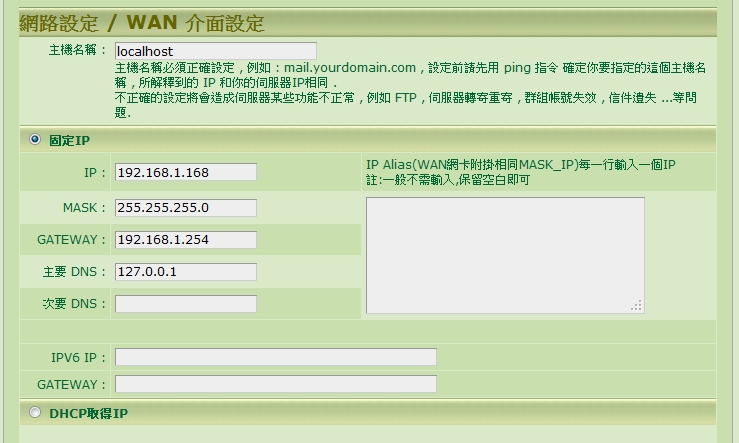 網路設定 / WAN 介面設定
主機名稱 : localhost
主機名稱必須正確設定 , 例如 : mail.yourdomain.com , 設定前請先用 ping 指令 確定你要指定的這個主機名
稱 , 所解釋到的 IP 和你的伺服器IP相同 .
不正確的設定將會造成伺服器某些功能不正常 , 例如 FTP , 伺服器轉寄重寄 , 群組帳號失效 , 信件遺失 ...等問
題.
固定IP
IP : 192.168.1.168
IP Alias(WAN網卡附掛相同MASK_IP)每一行輸入一個IP
註:一般不需輸入,保留空白即可
MASK : 255.255.255.0
GATEWAY : 192.168.1.254
主要 DNS : 127.0.0.1
次要 DNS :
IPV6 IP :
GATEWAY :
DHCP取得IP